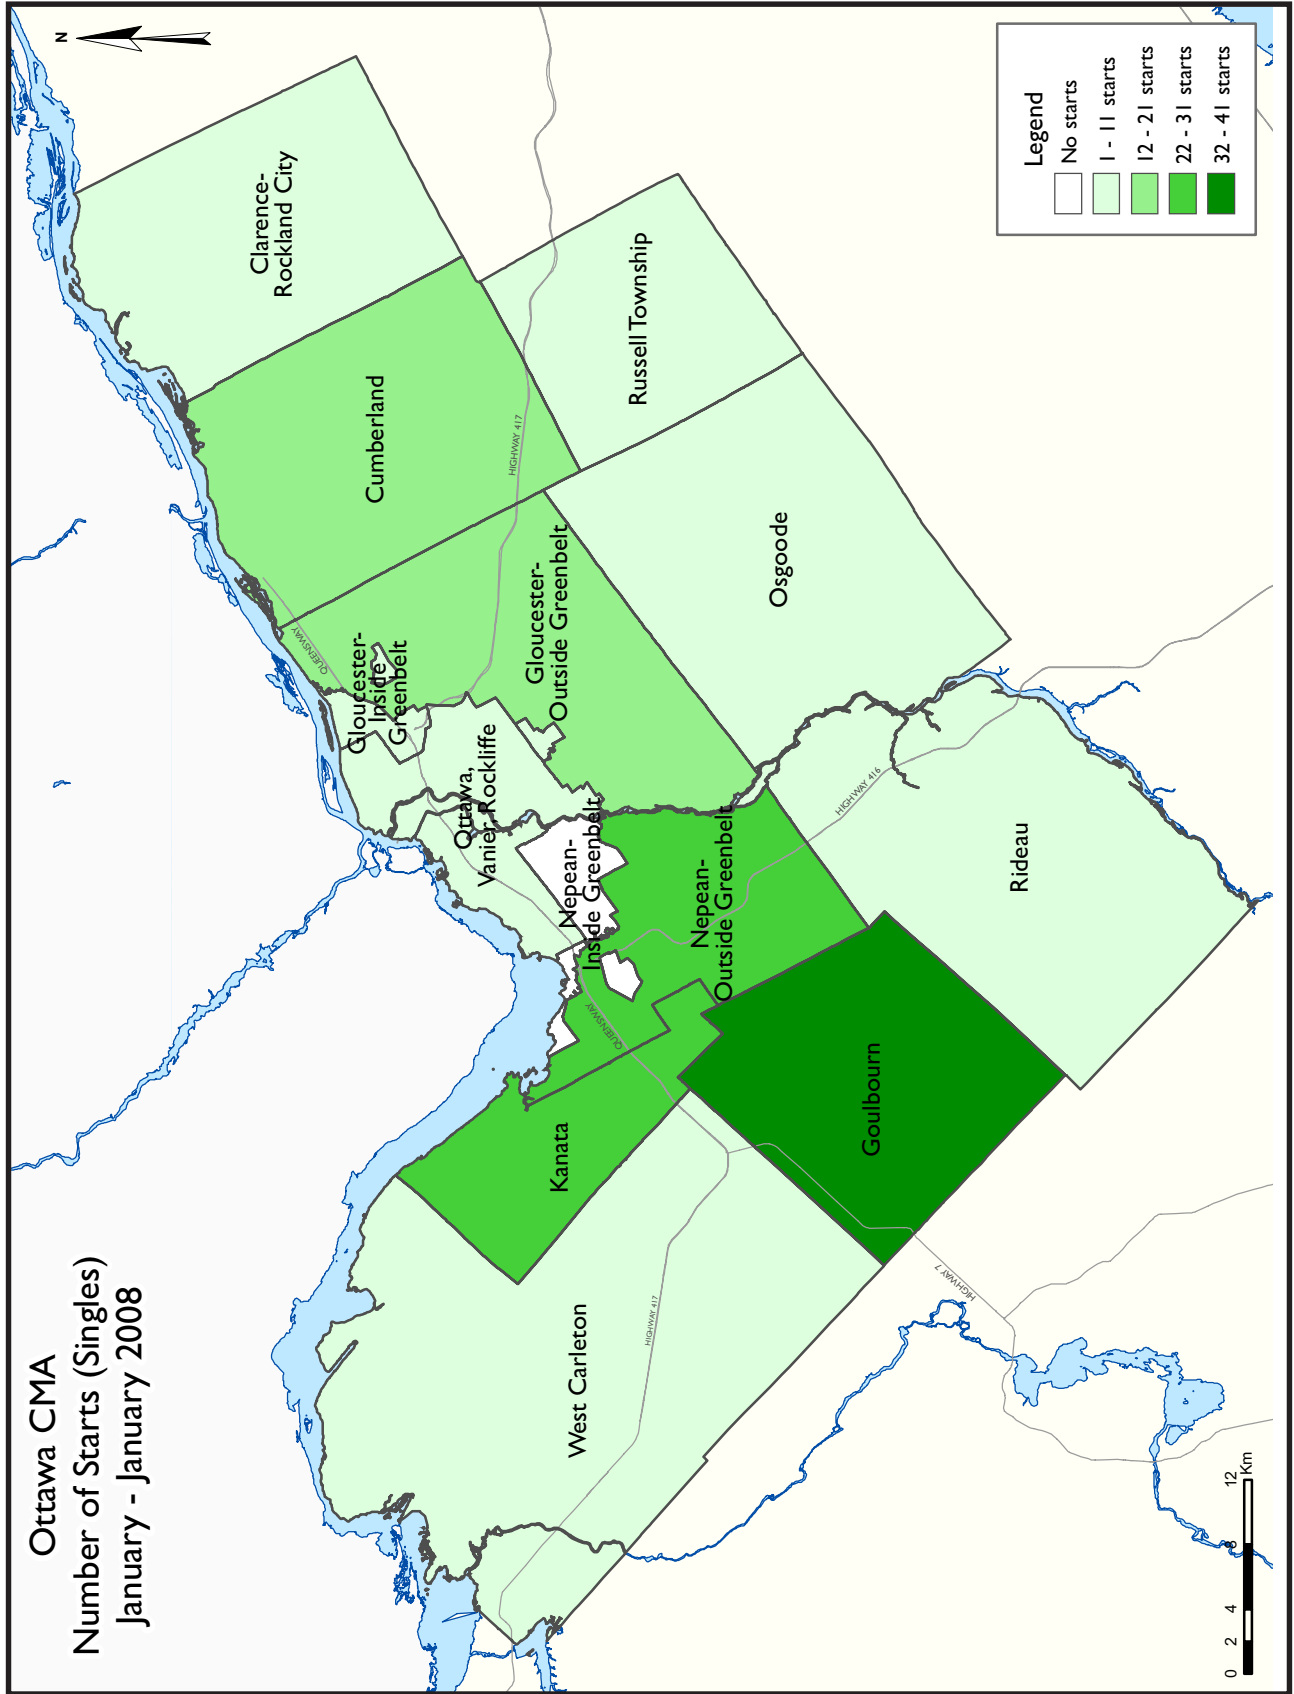 Ottawa CMA
Number of Starts (Singles)
January - January 2008
N
Clarence-
Rockland City
Cumberland
Russell Township
HIGHWAY 417
QUEENSWAY
Gloucester-
Inside
Greenbelt
Gloucester-
Outside Greenbelt
Osgoode
Ottawa,
Vanier, Rockliffe
Nepean-
Inside Greenbelt
Nepean-
Outside Greenbelt
HIGHWAY 416
Rideau
QUEENSWAY
Kanata
Goulbourn
West Carleton
HIGHWAY 417
HIGHWAY 7
Legend
No starts
1 - 11 starts
12 - 21 starts
22 - 31 starts
32 - 41 starts
0 2 4 8 12
Km